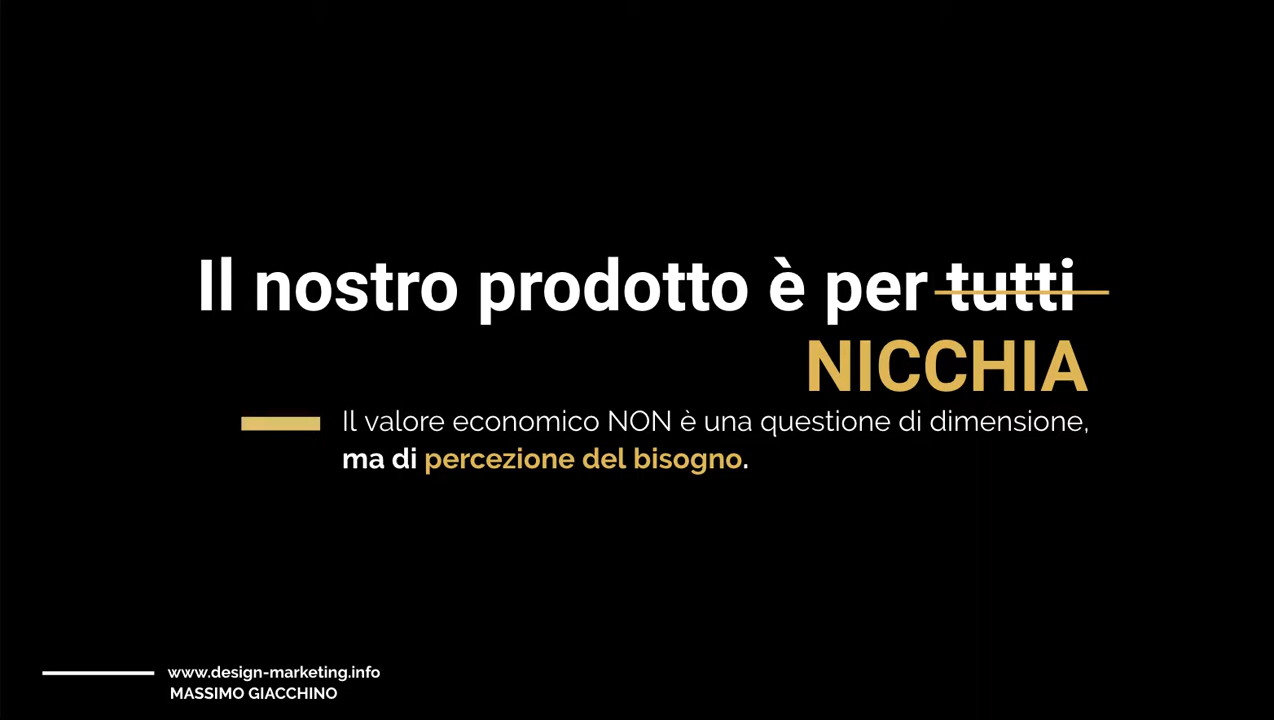 Il nostro prodotto è per tutti
NICCHIA
Il valore economico NON è una questione di dimensione,
ma di percezione del bisogno.
www.design-marketing.info
MASSIMO GIACCHINO